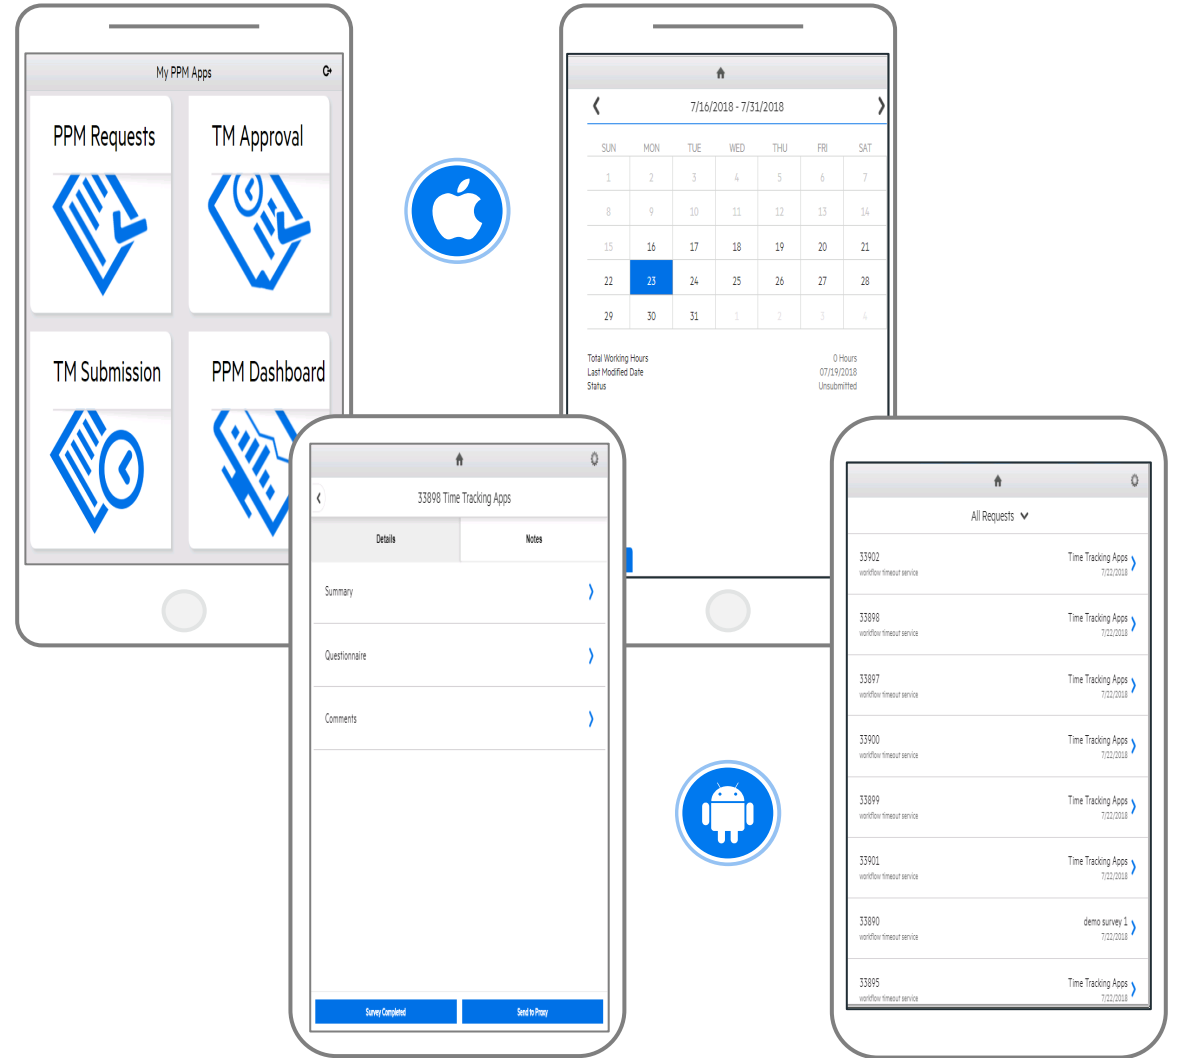 My PPM Apps
PPM Requests
TM Approval
TM Submission
PPM Dashboard
7/16/2018 - 7/31/2018
SUN MON TUE WED THU FRI SAT
1 2 3 4 5 6 7
8 9 10 11 12 13 14
15 16 17 18 19 20 21
22 23 24 25 26 27 28
29 30 31 1 2 3 4
Total Working Hours 0 Hours
Last Modified Date 07/19/2018
Status Unsubmitted
33898 Time Tracking Apps
Details Notes
Summary
Questionnaire
Comments
Survey Completed Send to Proxy
All Requests
33902 Time Tracking Apps
workflow timeout service 7/22/2018
33898 Time Tracking Apps
workflow timeout service 7/22/2018
33897 Time Tracking Apps
workflow timeout service 7/22/2018
33900 Time Tracking Apps
workflow timeout service 7/22/2018
33899 Time Tracking Apps
workflow timeout service 7/22/2018
33901 Time Tracking Apps
workflow timeout service 7/22/2018
33890 demo survey 1
workflow timeout service 7/22/2018
33895 Time Tracking Apps
workflow timeout service 7/22/2018